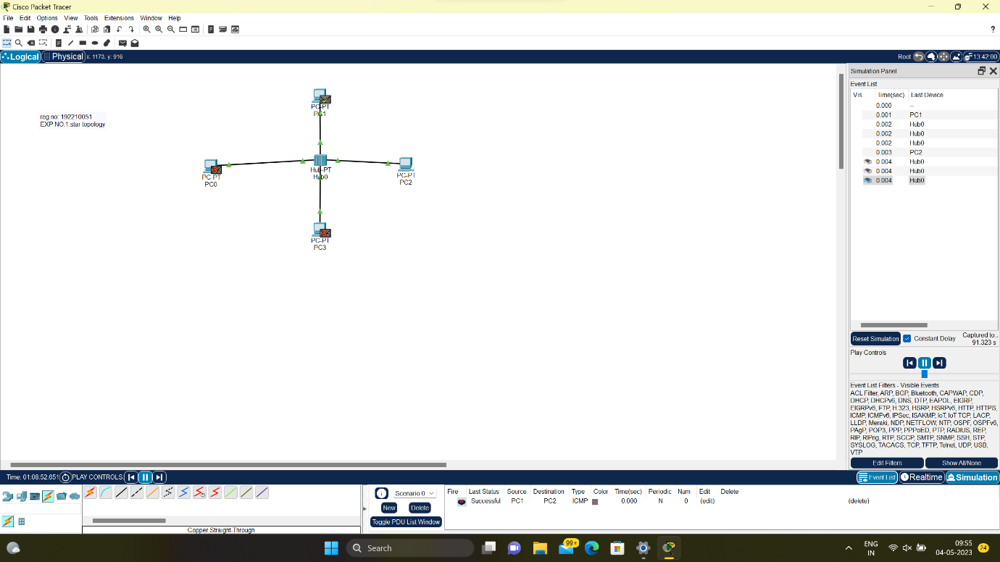 Cisco Packet Tracer
File Edit Options View Tools Extensions Window Help
?
Logical Physical x: 1173, y: 916
Root 13:42:00
reg no: 192210051
EXP NO.1.star topology
PC-PT
PC1
PC-PT
PC0
Hub-PT
Hub0
PC-PT
PC2
PC-PT
PC3
Simulation Panel
Event List
Vis. Time(sec) Last Device
0.000 --
0.001 PC1
0.002 Hub0
0.002 Hub0
0.002 Hub0
0.003 PC2
0.004 Hub0
0.004 Hub0
0.004 Hub0
Reset Simulation Constant Delay Captured to:
91.323 s
Play Controls
Event List Filters - Visible Events
ACL Filter, ARP, BGP, Bluetooth, CAPWAP, CDP,
DHCP, DHCPv6, DNS, DTP, EAPOL, EIGRP,
EIGRPv6, FTP, H.323, HSRP, HSRPv6, HTTP, HTTPS,
ICMP, ICMPv6, IPSec, ISAKMP, IoT, IoT TCP, LACP,
LLDP, Meraki, NDP, NETFLOW, NTP, OSPF, OSPFv6,
PAgP, POP3, PPP, PPPoED, PTP, RADIUS, REP,
RIP, RIPng, RTP, SCCP, SMTP, SNMP, SSH, STP,
SYSLOG, TACACS, TCP, TFTP, Telnet, UDP, USB,
VTP
Edit Filters Show All/None
Time: 01:08:52.651 PLAY CONTROLS:
Event List Realtime Simulation
Copper Straight-Through
Scenario 0
New Delete
Toggle PDU List Window
Fire Last Status Source Destination Type Color Time(sec) Periodic Num Edit Delete
Successful PC1 PC2 ICMP 0.000 N 0 (edit) (delete)
Search
99+
ENG
IN
09:55
04-05-2023
24